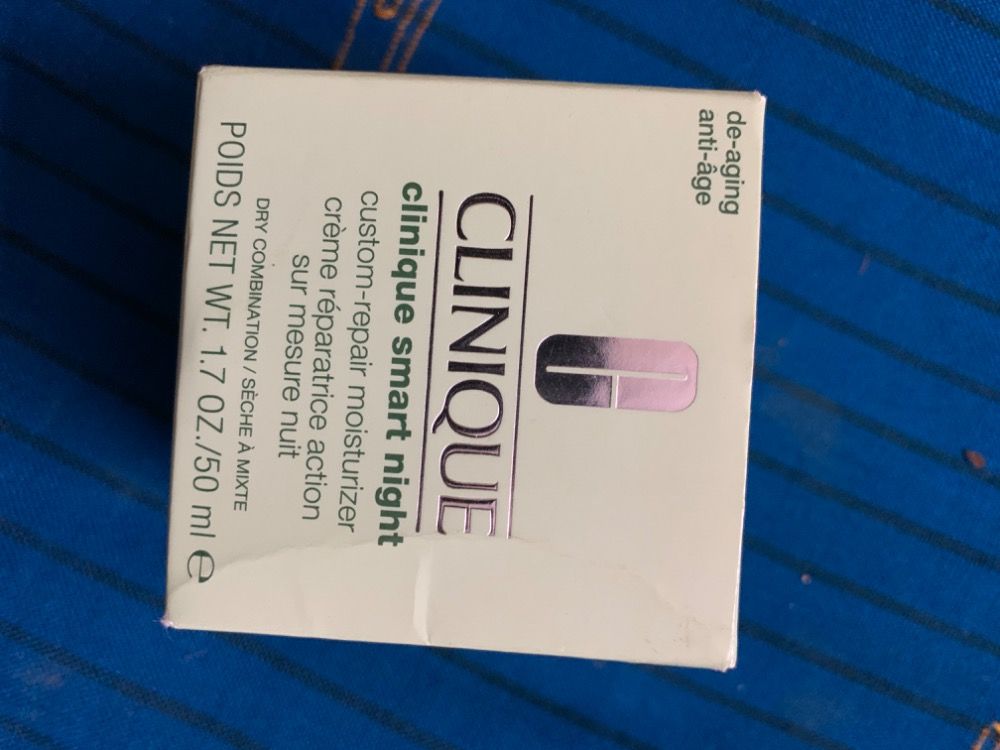 de-aging
anti-âge
CLINIQUE
clinique smart night
custom-repair moisturizer
crème réparatrice action
sur mesure nuit
DRY COMBINATION / SÈCHE À MIXTE
POIDS NET WT. 1.7 OZ./50 ml ℮